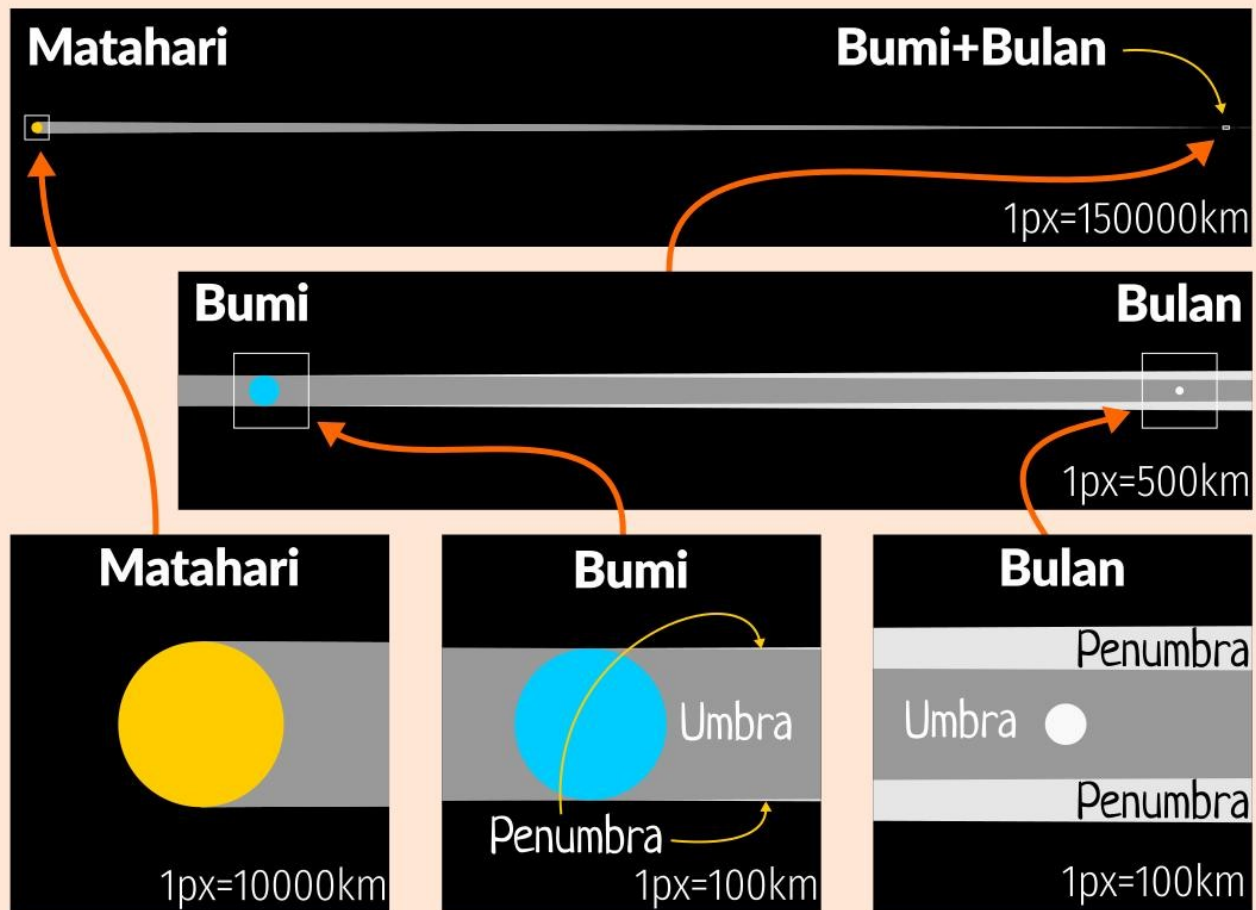 Matahari
Bumi+Bulan
1px=150000km
Bumi
Bulan
1px=500km
Matahari
1px=10000km
Bumi
Umbra
Penumbra
1px=100km
Bulan
Penumbra
Umbra
Penumbra
1px=100km